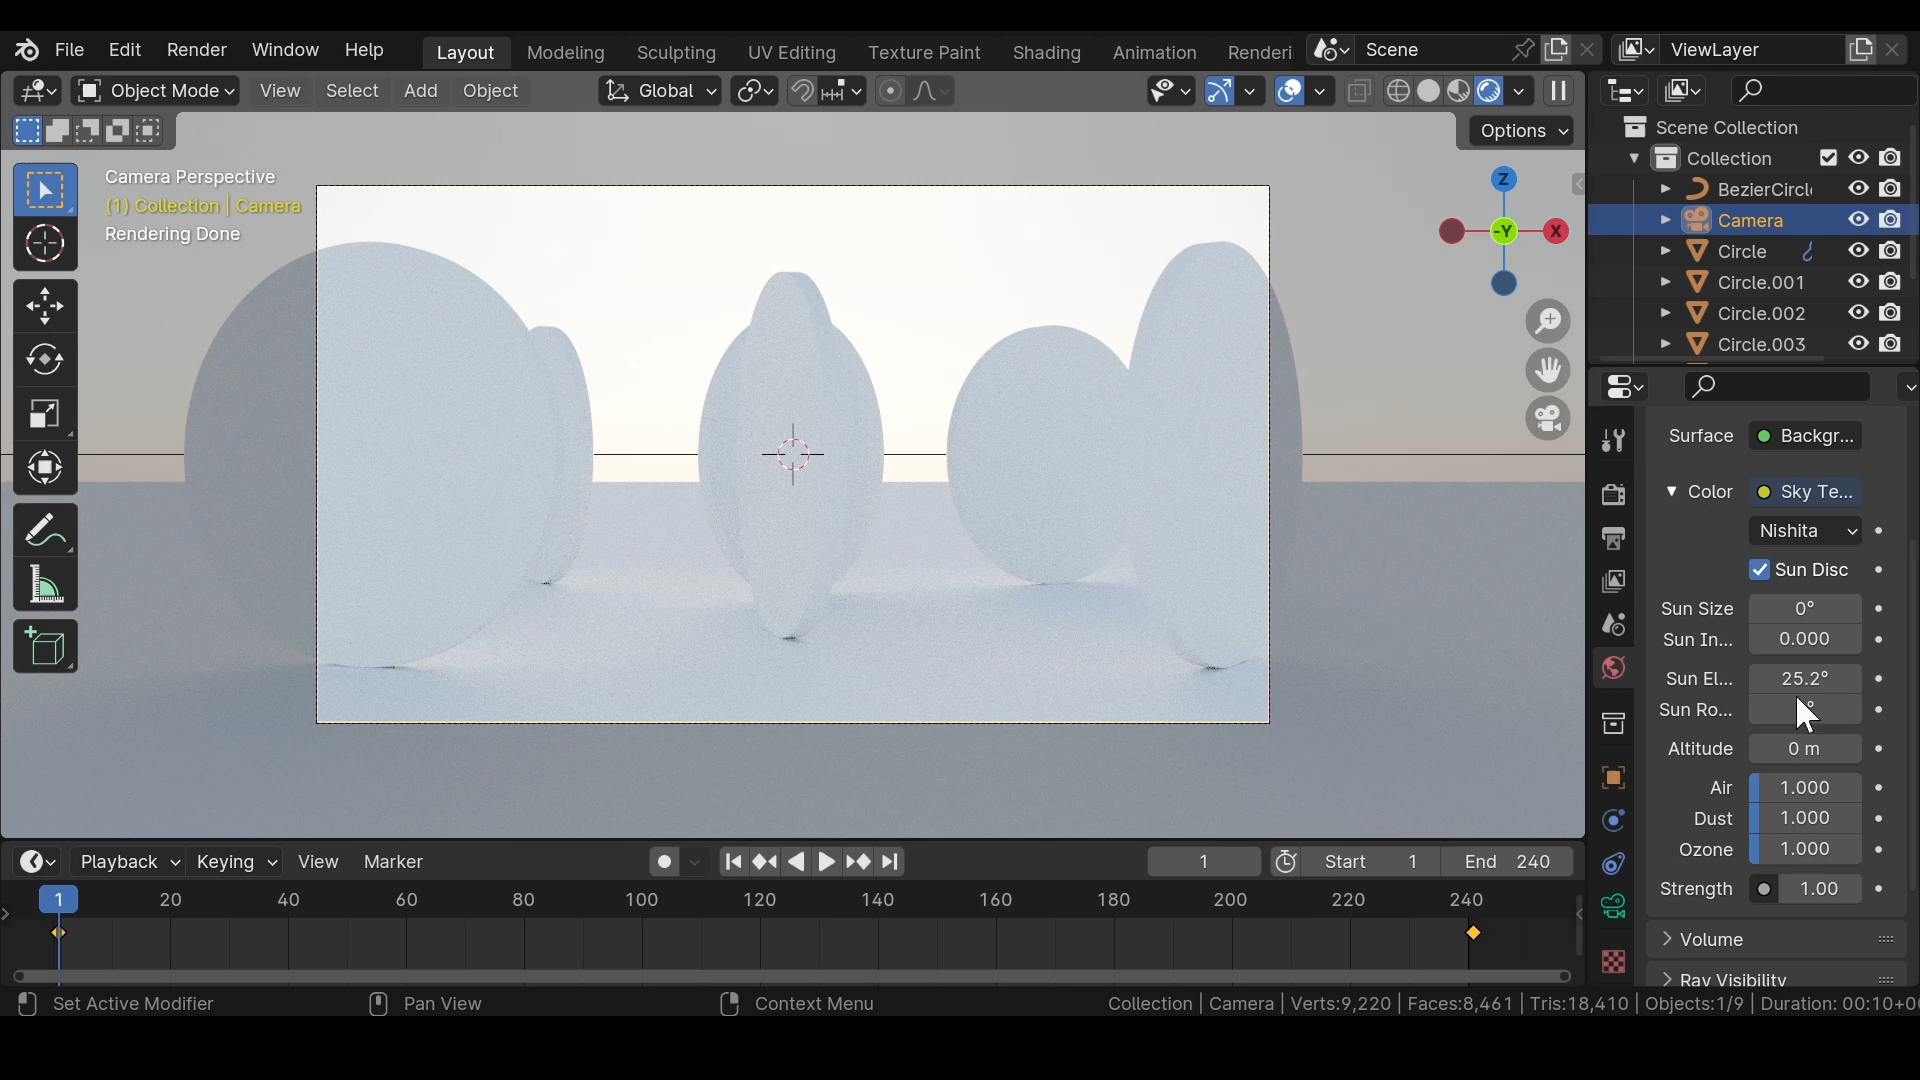 File Edit Render Window Help Layout Modeling Sculpting UV Editing Texture Paint Shading Animation Renderi Scene ViewLayer
Object Mode View Select Add Object Global
Options
Camera Perspective
(1) Collection | Camera
Rendering Done
Z
-Y
X
Scene Collection
Collection
BezierCircl
Camera
Circle
Circle.001
Circle.002
Circle.003
Surface Backgr...
Color Sky Te...
Nishita
Sun Disc
Sun Size 0°
Sun In... 0.000
Sun El... 25.2°
Sun Ro... °
Altitude 0 m
Air 1.000
Dust 1.000
Ozone 1.000
Strength 1.00
Volume
Ray Visibility
Playback Keying View Marker 1 Start 1 End 240
1 20 40 60 80 100 120 140 160 180 200 220 240
Set Active Modifier Pan View Context Menu Collection | Camera | Verts:9,220 | Faces:8,461 | Tris:18,410 | Objects:1/9 | Duration: 00:10+0